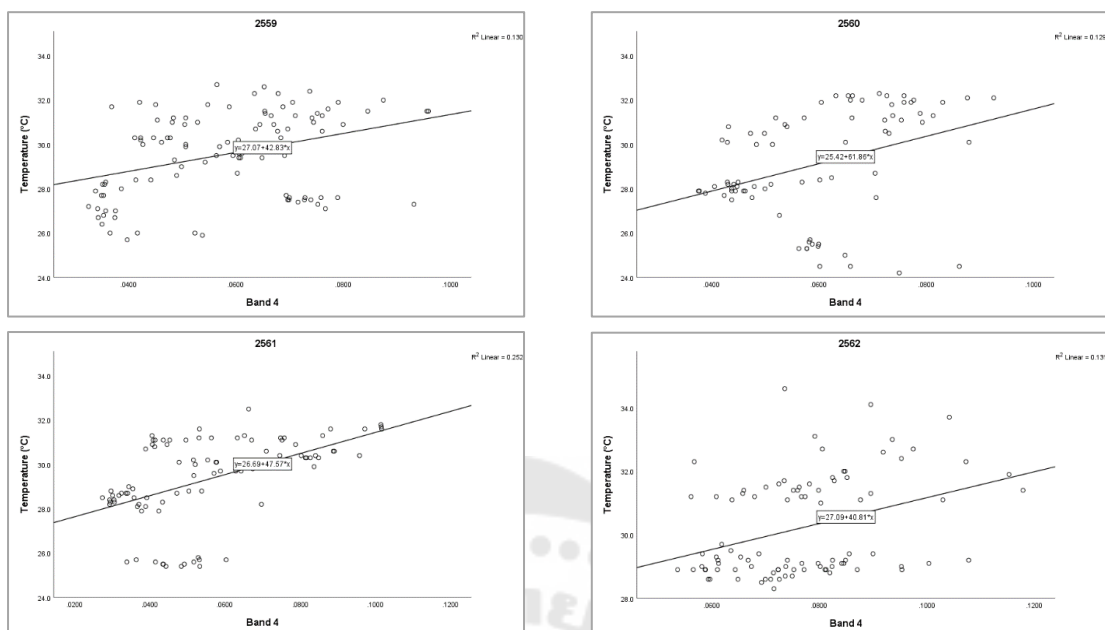 2559
R² Linear = 0.130
34.0
32.0
30.0
28.0
26.0
24.0
Temperature (°C)
y=27.07+42.83*x
.0400
.0600
.0800
.1000
Band 4
2560
R² Linear = 0.129
34.0
32.0
30.0
28.0
26.0
24.0
Temperature (°C)
y=25.42+61.86*x
.0400
.0600
.0800
.1000
Band 4
2561
R² Linear = 0.252
34.0
32.0
30.0
28.0
26.0
24.0
Temperature (°C)
y=26.69+47.57*x
.0200
.0400
.0600
.0800
.1000
.1200
Band 4
2562
34.0
32.0
30.0
28.0
Temperature (°C)
y=27.09+40.81*x
.0600
.0800
.1000
.1200
Band 4